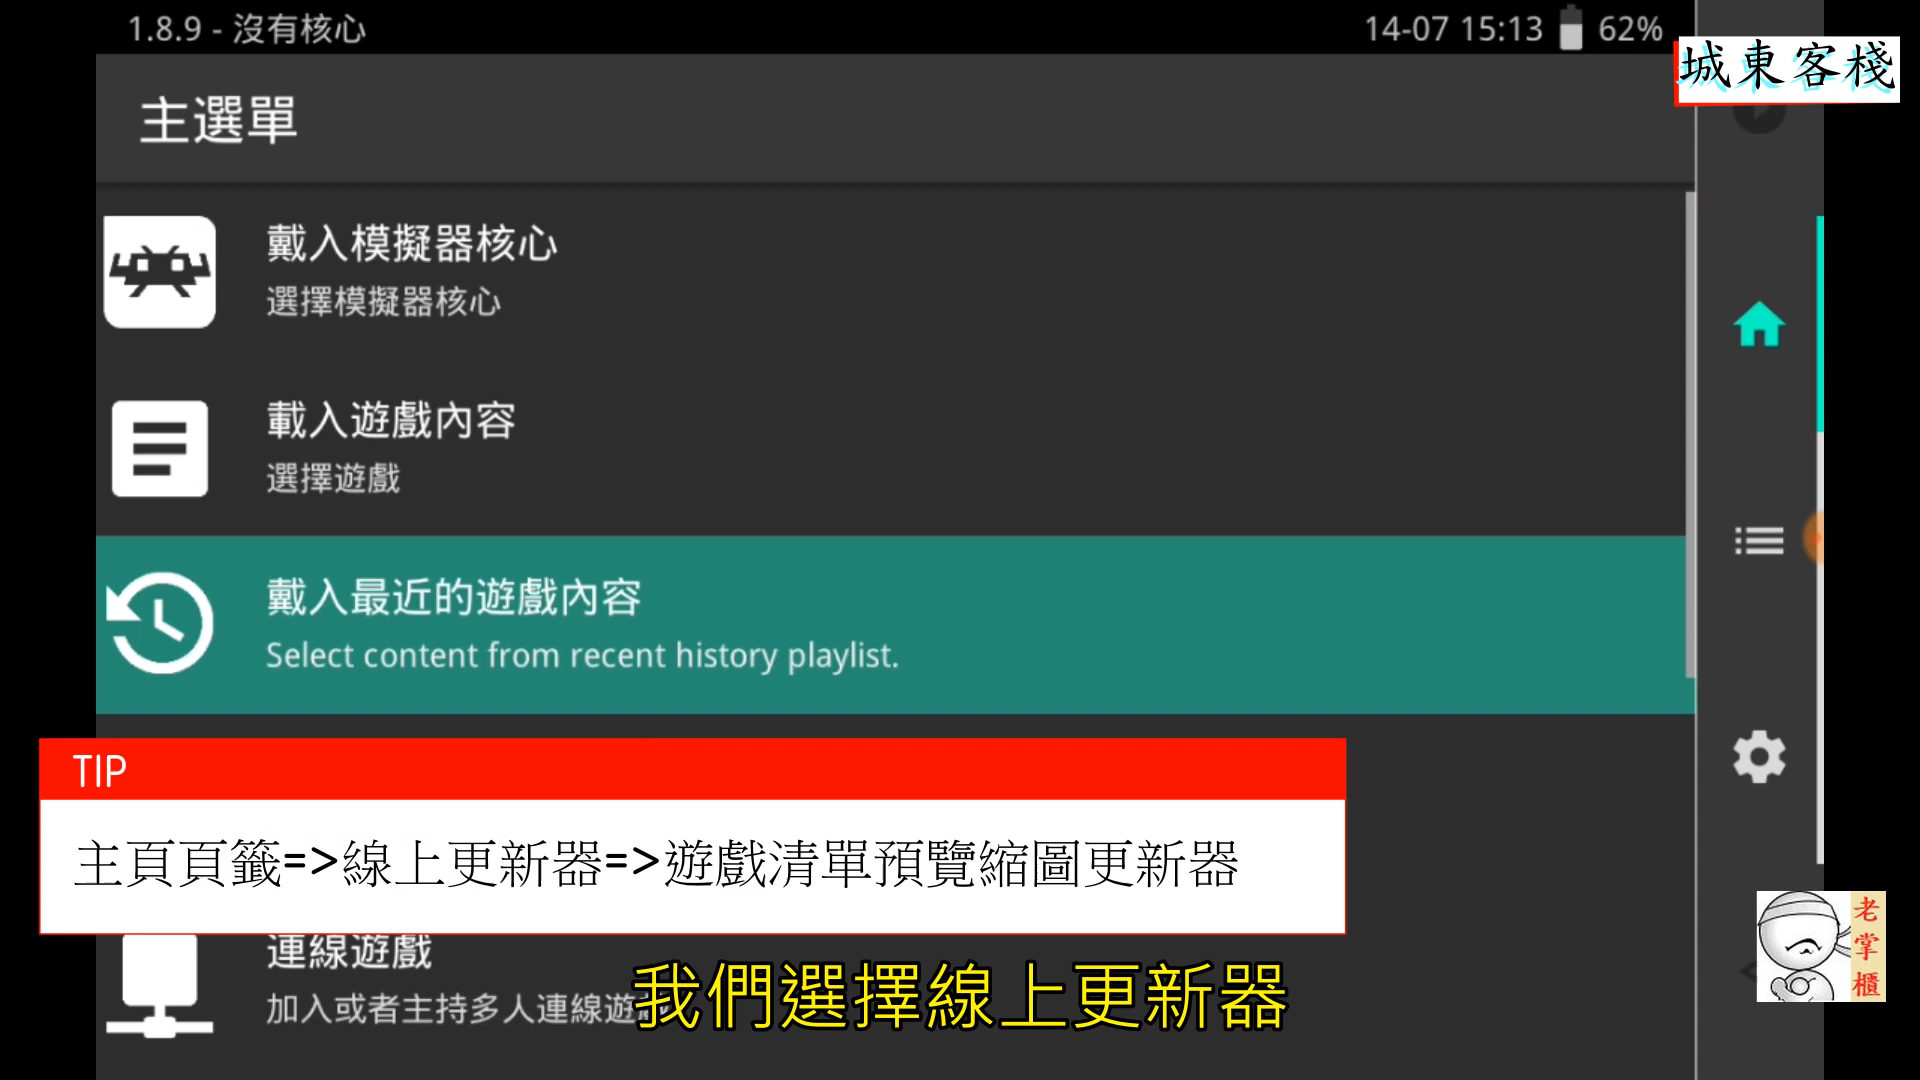 1.8.9 - 沒有核心
14-07 15:13 62%
城東客棧
主選單
戴入模擬器核心
選擇模擬器核心
載入遊戲內容
選擇遊戲
戴入最近的遊戲內容
Select content from recent history playlist.
TIP
主頁頁籤=>線上更新器=>遊戲清單預覽縮圖更新器
連線遊戲
加入或者主持多人連線遊
我們選擇線上更新器
老掌櫃